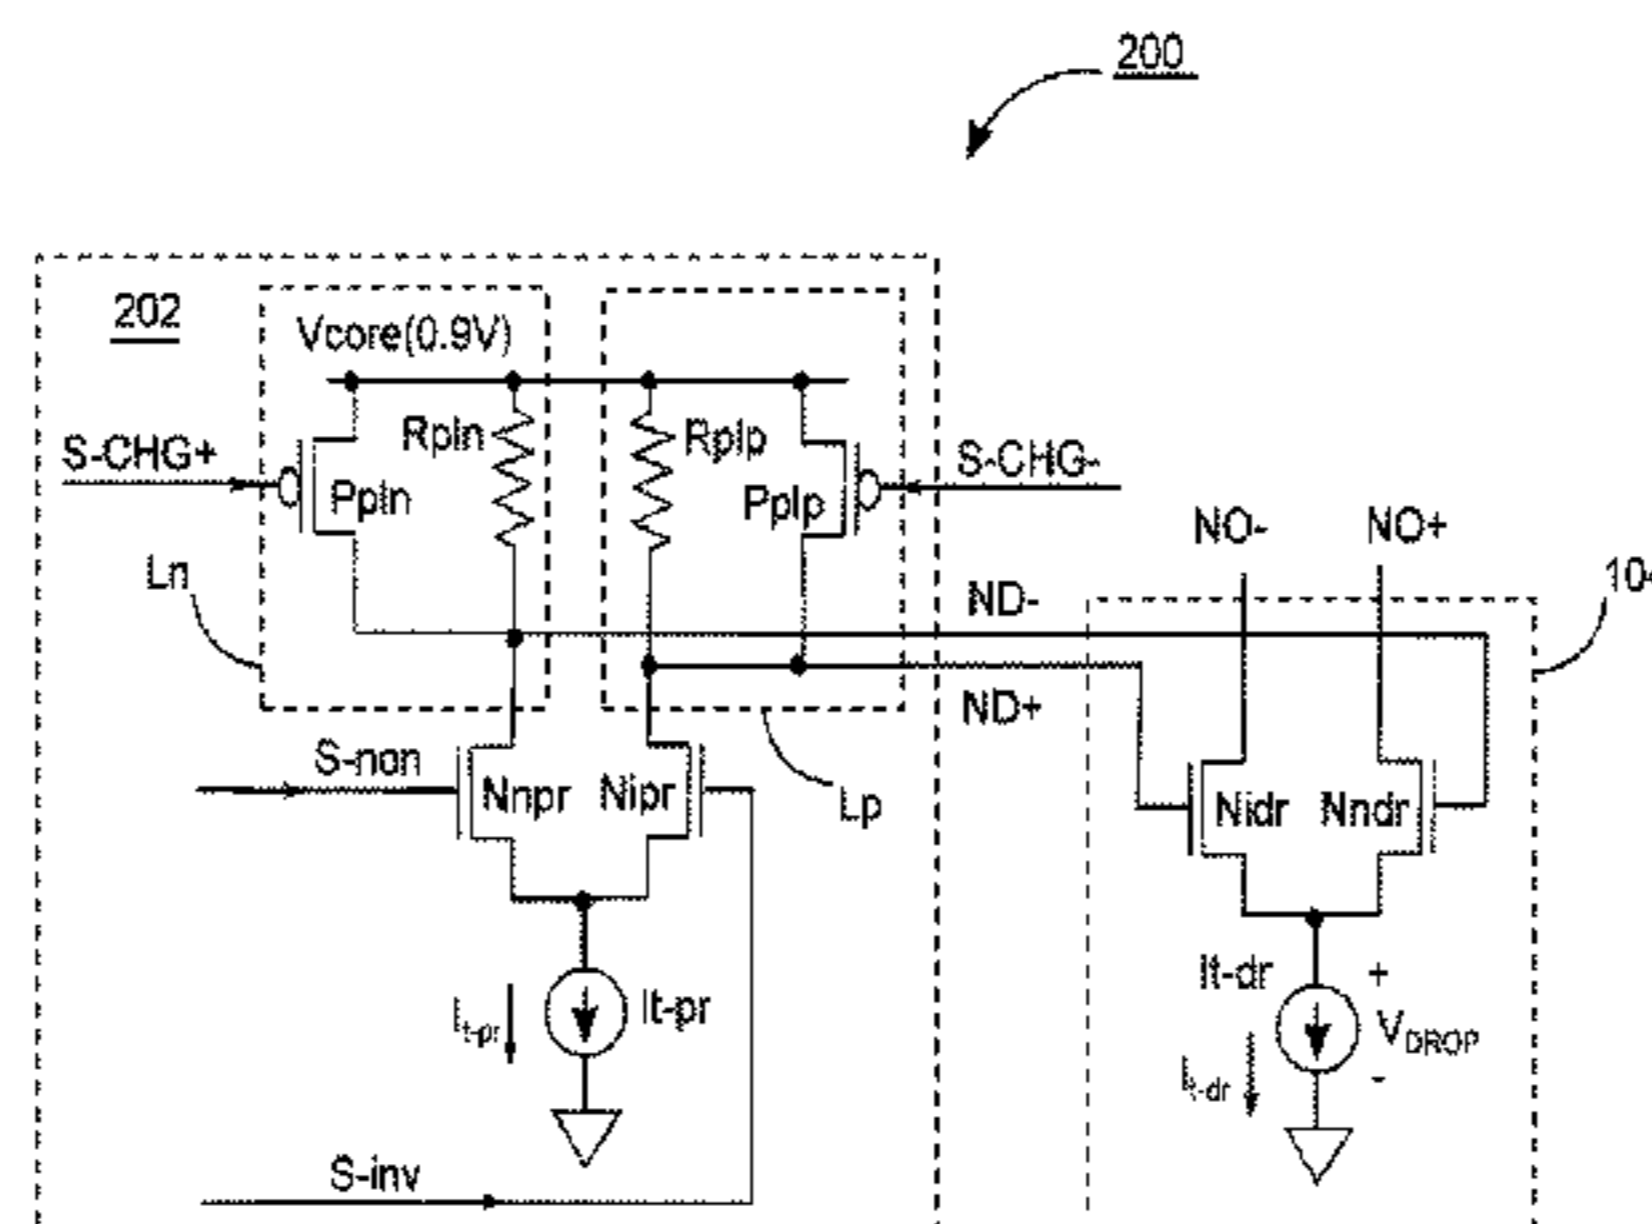 200
202
Vcore(0.9V)
S-CHG+
Ppln
Rpln
Rplp
Pplp
S-CHG-
NO-
NO+
Ln
ND-
ND+
104
S-non
Nnpr
Nipr
Lp
Nidr
Nndr
It-pr
It-pr
It-dr
+
VDROP
-
It-dr
S-inv